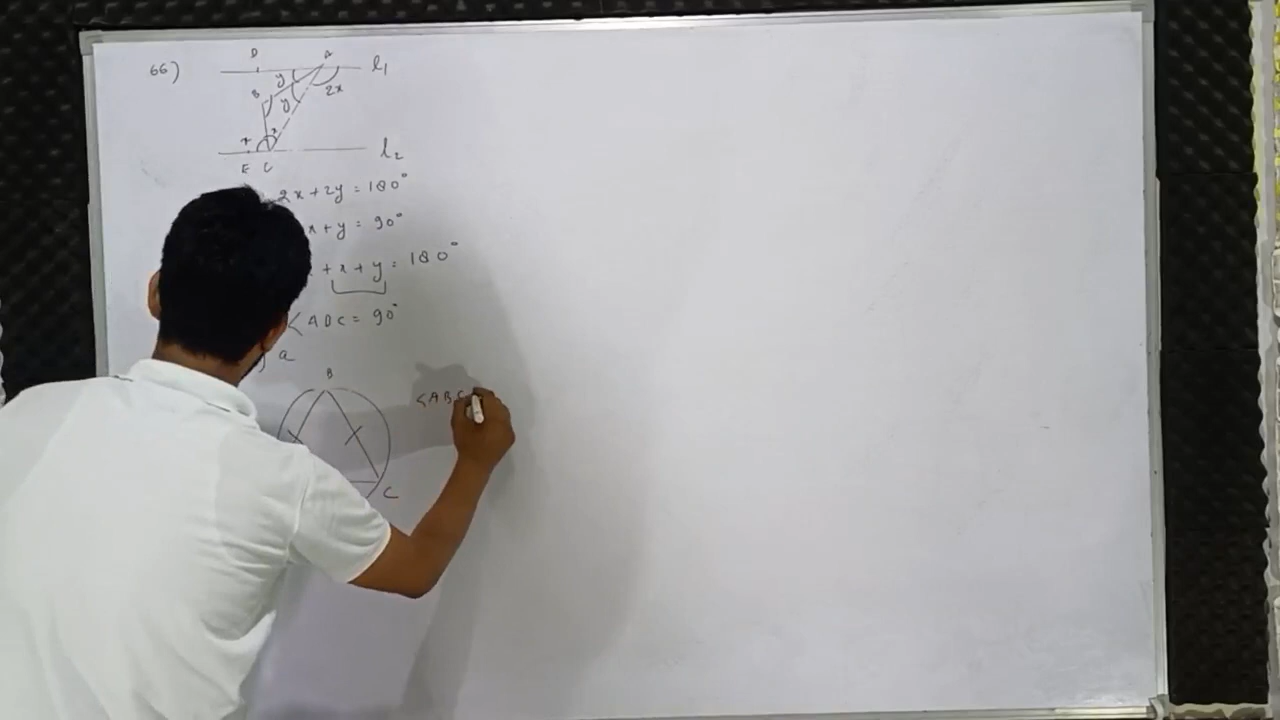 66)
D A l₁
y 2x
B y
x x
E C l₂
2x + 2y = 180°
x + y = 90°
+ x + y = 180°
<ADC = 90°
a
B
<ABC
C